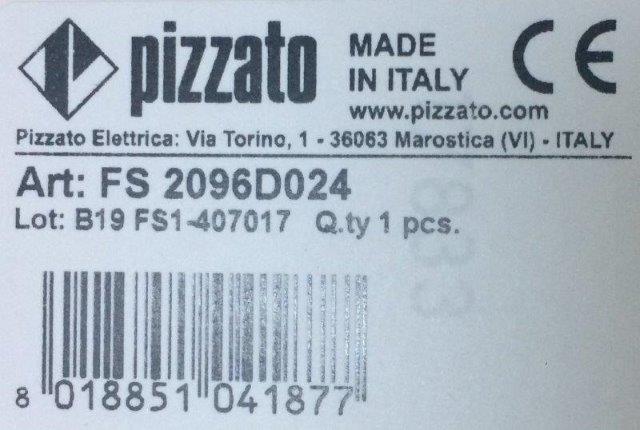 pizzato
MADE
IN ITALY
CE
www.pizzato.com
Pizzato Elettrica: Via Torino, 1 - 36063 Marostica (VI) - ITALY
Art: FS 2096D024
Lot: B19 FS1-407017 Q.ty 1 pcs.
8 018851 041877